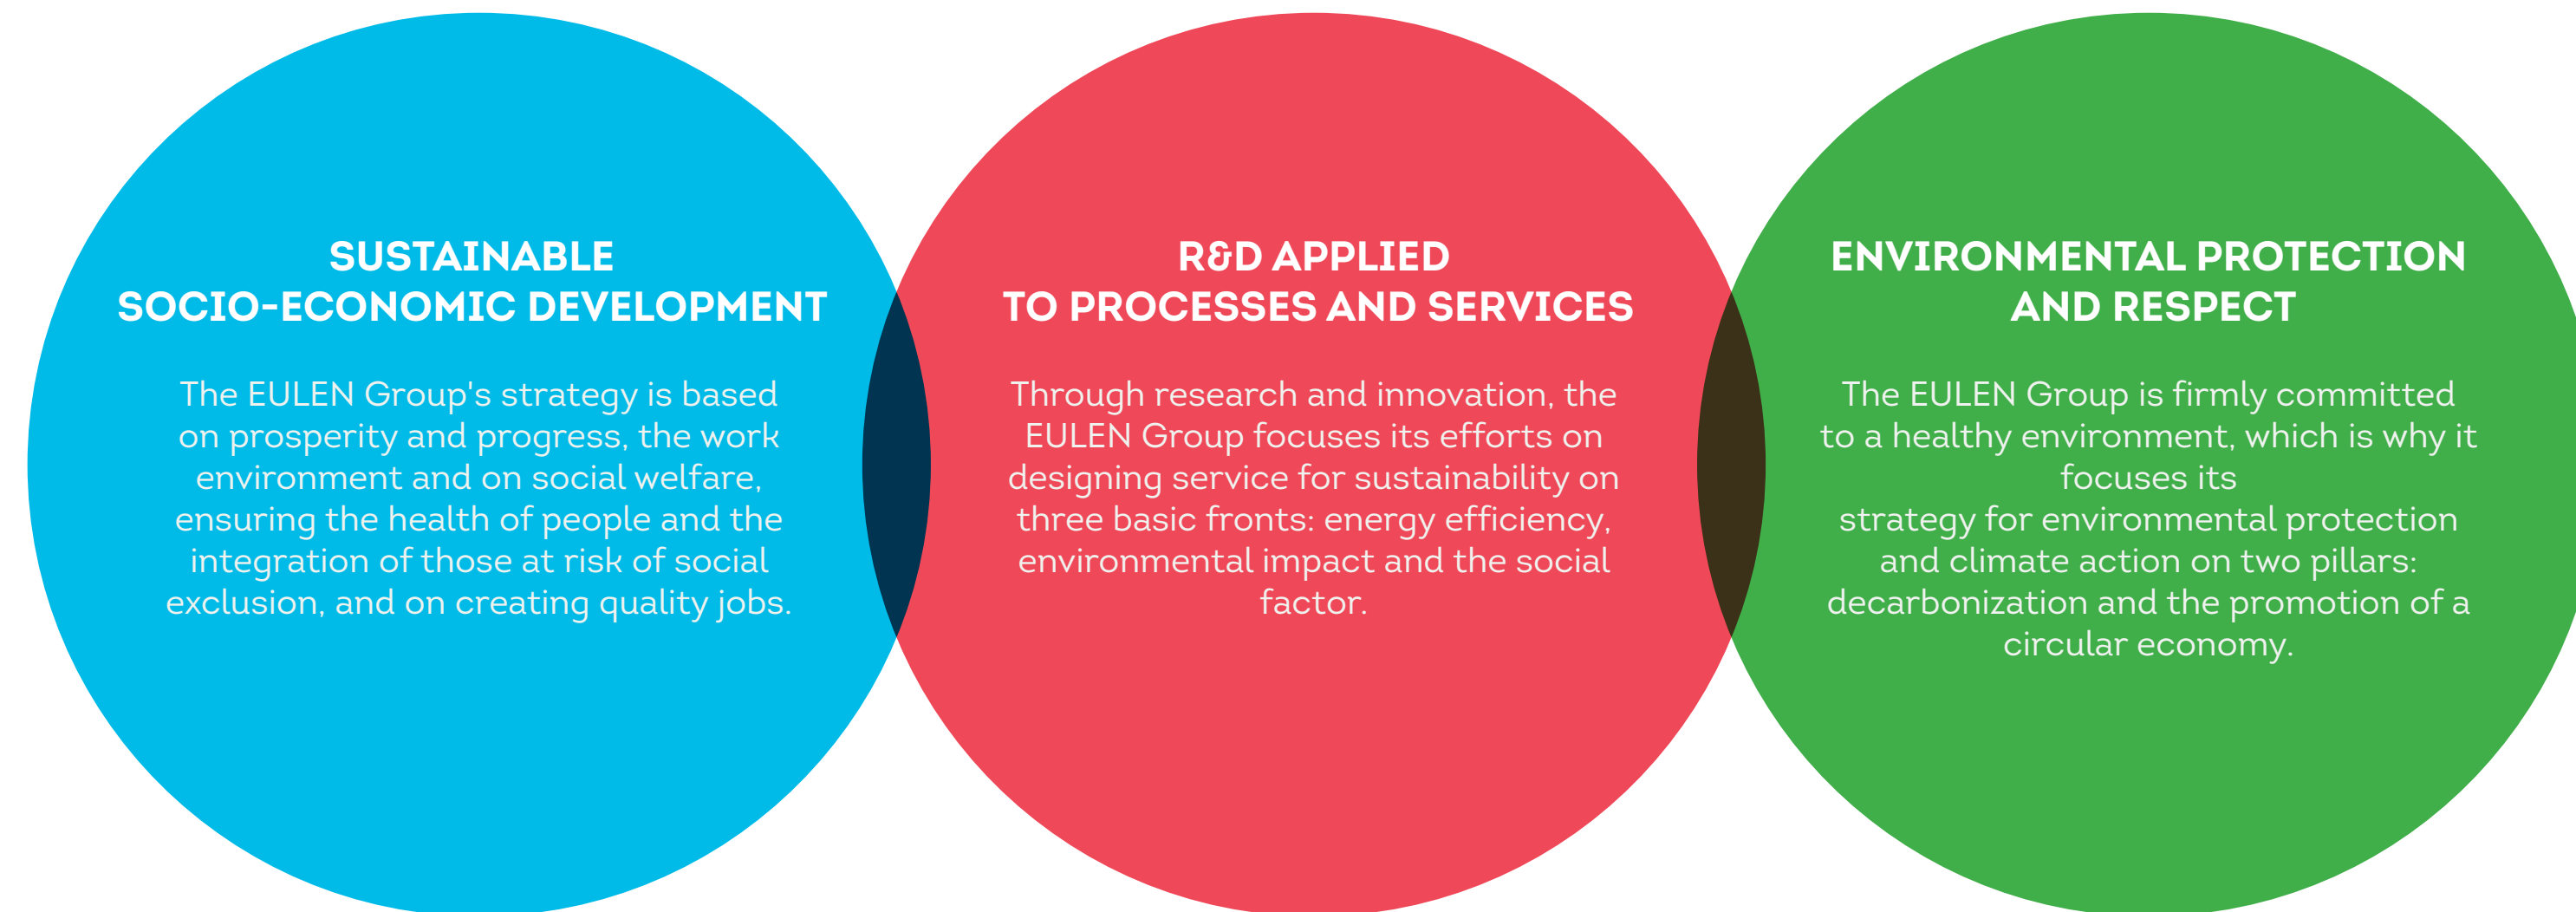 SUSTAINABLE
SOCIO-ECONOMIC DEVELOPMENT
The EULEN Group's strategy is based
on prosperity and progress, the work
environment and on social welfare,
ensuring the health of people and the
integration of those at risk of social
exclusion, and on creating quality jobs.
R&D APPLIED
TO PROCESSES AND SERVICES
Through research and innovation, the
EULEN Group focuses its efforts on
designing service for sustainability on
three basic fronts: energy efficiency,
environmental impact and the social
factor.
ENVIRONMENTAL PROTECTION
AND RESPECT
The EULEN Group is firmly committed
to a healthy environment, which is why it
focuses its
strategy for environmental protection
and climate action on two pillars:
decarbonization and the promotion of a
circular economy.